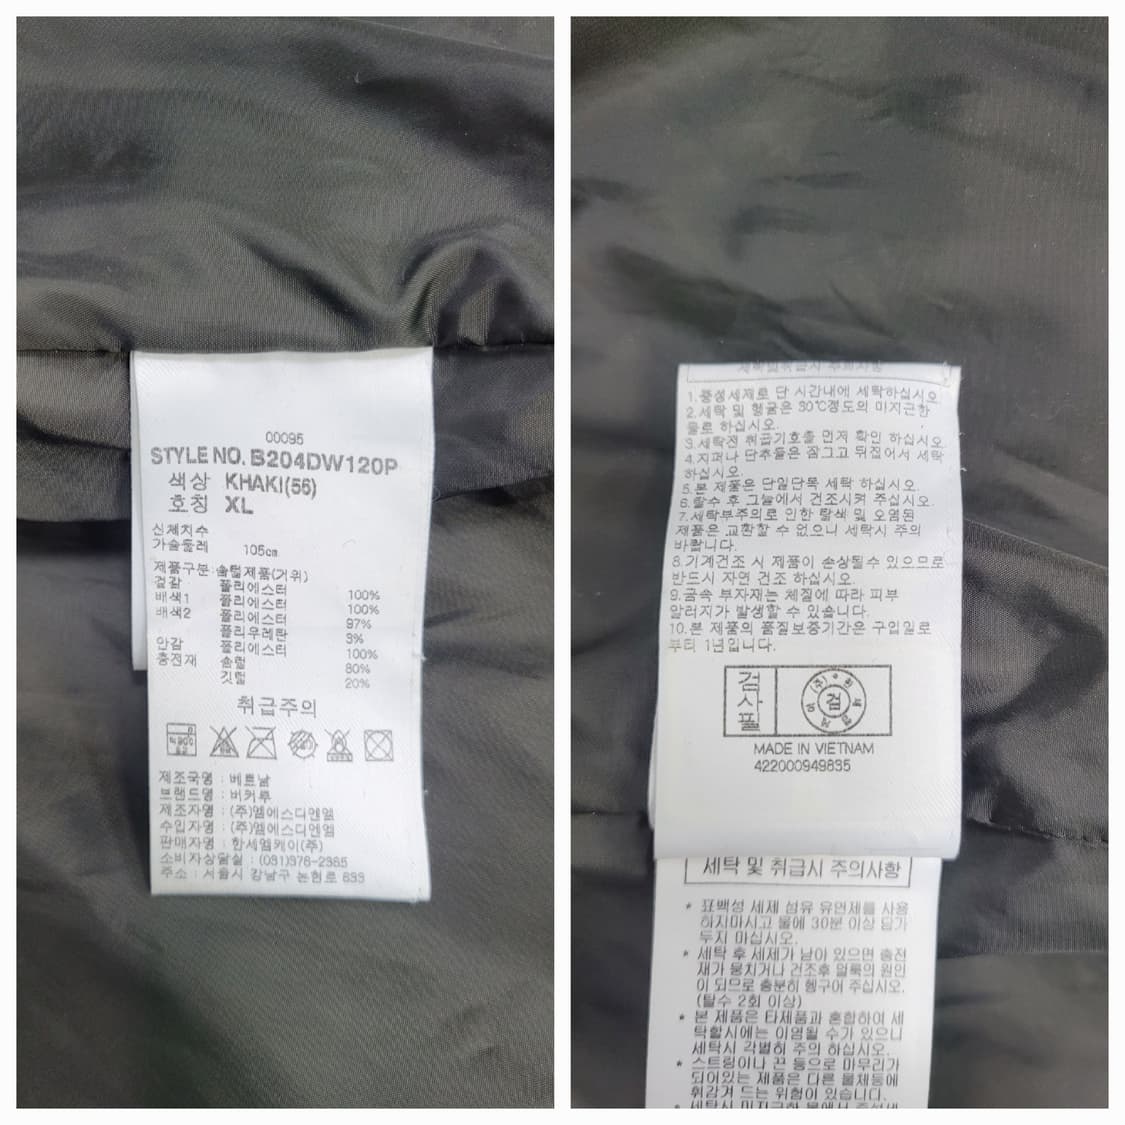 00095
STYLE NO. B204DW120P
색상 KHAKI(56)
호칭 XL
신체치수
가슴둘레 105cm
제품구분:솜털제품(거위)
겉감 폴리에스터 100%
배색1 폴리에스터 100%
배색2 폴리에스터 97%
폴리우레탄 3%
안감 폴리에스터 100%
충전재 솜털 80%
깃털 20%
취급주의
제조국명 : 베트남
브랜드명 : 버커루
제조자명 : (주)엠에스디엔엘
수입자명 : (주)엠에스디엔엘
판매자명 : 한세엠케이(주)
소비자상담실 : (031)376-2365
주소 : 서울시 강남구 논현로 633
세탁및취급시 주의사항
1.중성세제로 단 시간내에 세탁하십시오.
2.세탁 및 헹굼은 30℃정도의 미지근한
물로 하십시오.
3.세탁전 취급기호를 먼저 확인 하십시오.
4.지퍼나 단추들은 잠그고 뒤집어서 세탁
하십시오.
5.본 제품은 단일단목 세탁 하십시오.
6.탈수 후 그늘에서 건조시켜 주십시오.
7.세탁부주의로 인한 탈색 및 오염된
제품은 교환할 수 없으니 세탁시 주의
바랍니다.
8.기계건조 시 제품이 손상될수 있으므로
반드시 자연 건조 하십시오.
9.금속 부자재는 체질에 따라 피부
알러지가 발생할 수 있습니다.
10.본 제품의 품질보증기간은 구입일로
부터 1년입니다.
검사필
검
MADE IN VIETNAM
422000949835
세탁 및 취급시 주의사항
* 표백성 세제 섬유 유연제를 사용
하지마시고 물에 30분 이상 담가
두지 마십시오.
* 세탁 후 세제가 남아 있으면 충전
재가 뭉치거나 건조후 얼룩의 원인
이 되므로 충분히 헹구어 주십시오.
(탈수 2회 이상)
* 본 제품은 타제품과 혼합하여 세
탁할시에는 이염될 수가 있으니
세탁시 각별히 주의 하십시오.
* 스트링이나 끈 등으로 마무리가
되어있는 제품은 다른 물체등에
휘감겨 드는 위험이 있습니다.